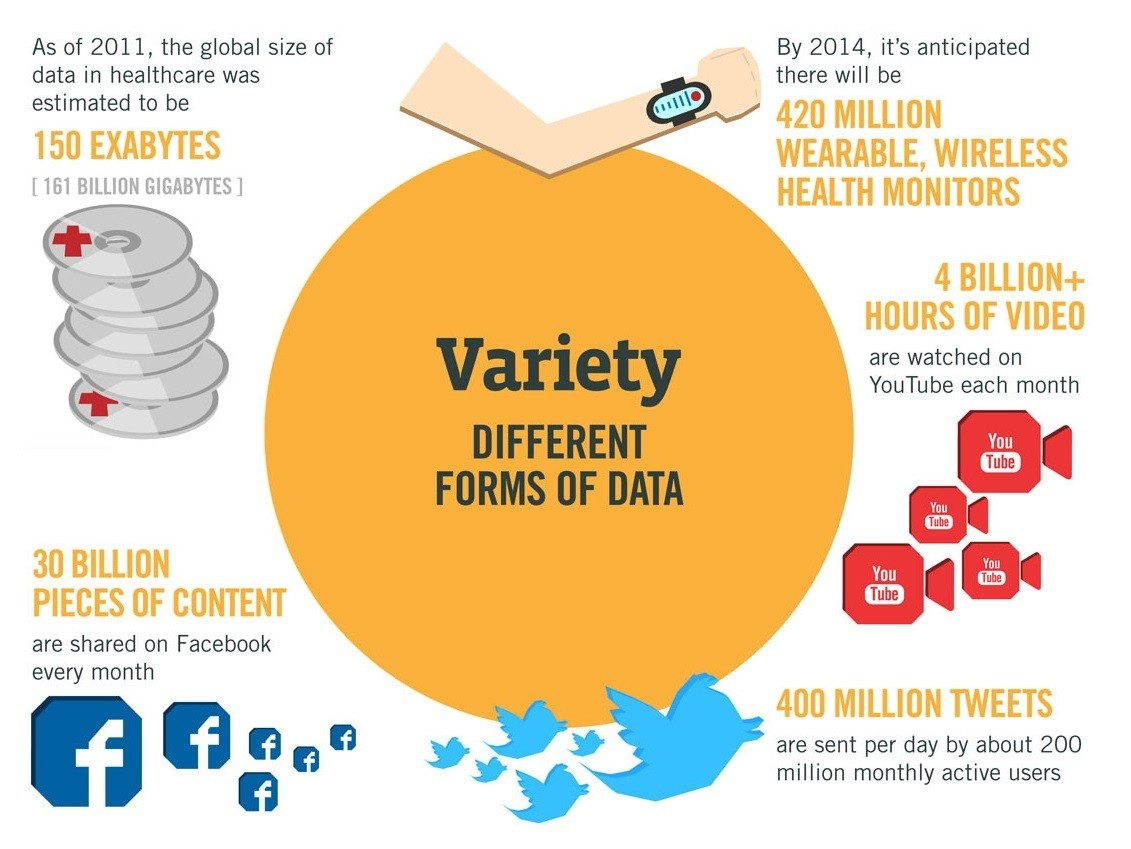 As of 2011, the global size of
data in healthcare was
estimated to be
150 EXABYTES
[ 161 BILLION GIGABYTES ]
By 2014, it’s anticipated
there will be
420 MILLION
WEARABLE, WIRELESS
HEALTH MONITORS
4 BILLION+
HOURS OF VIDEO
are watched on
YouTube each month
You
Tube
You
Tube
You
Tube
You
Tube
Variety
DIFFERENT
FORMS OF DATA
30 BILLION
PIECES OF CONTENT
are shared on Facebook
every month
f
f
f
f
f
f
400 MILLION TWEETS
are sent per day by about 200
million monthly active users